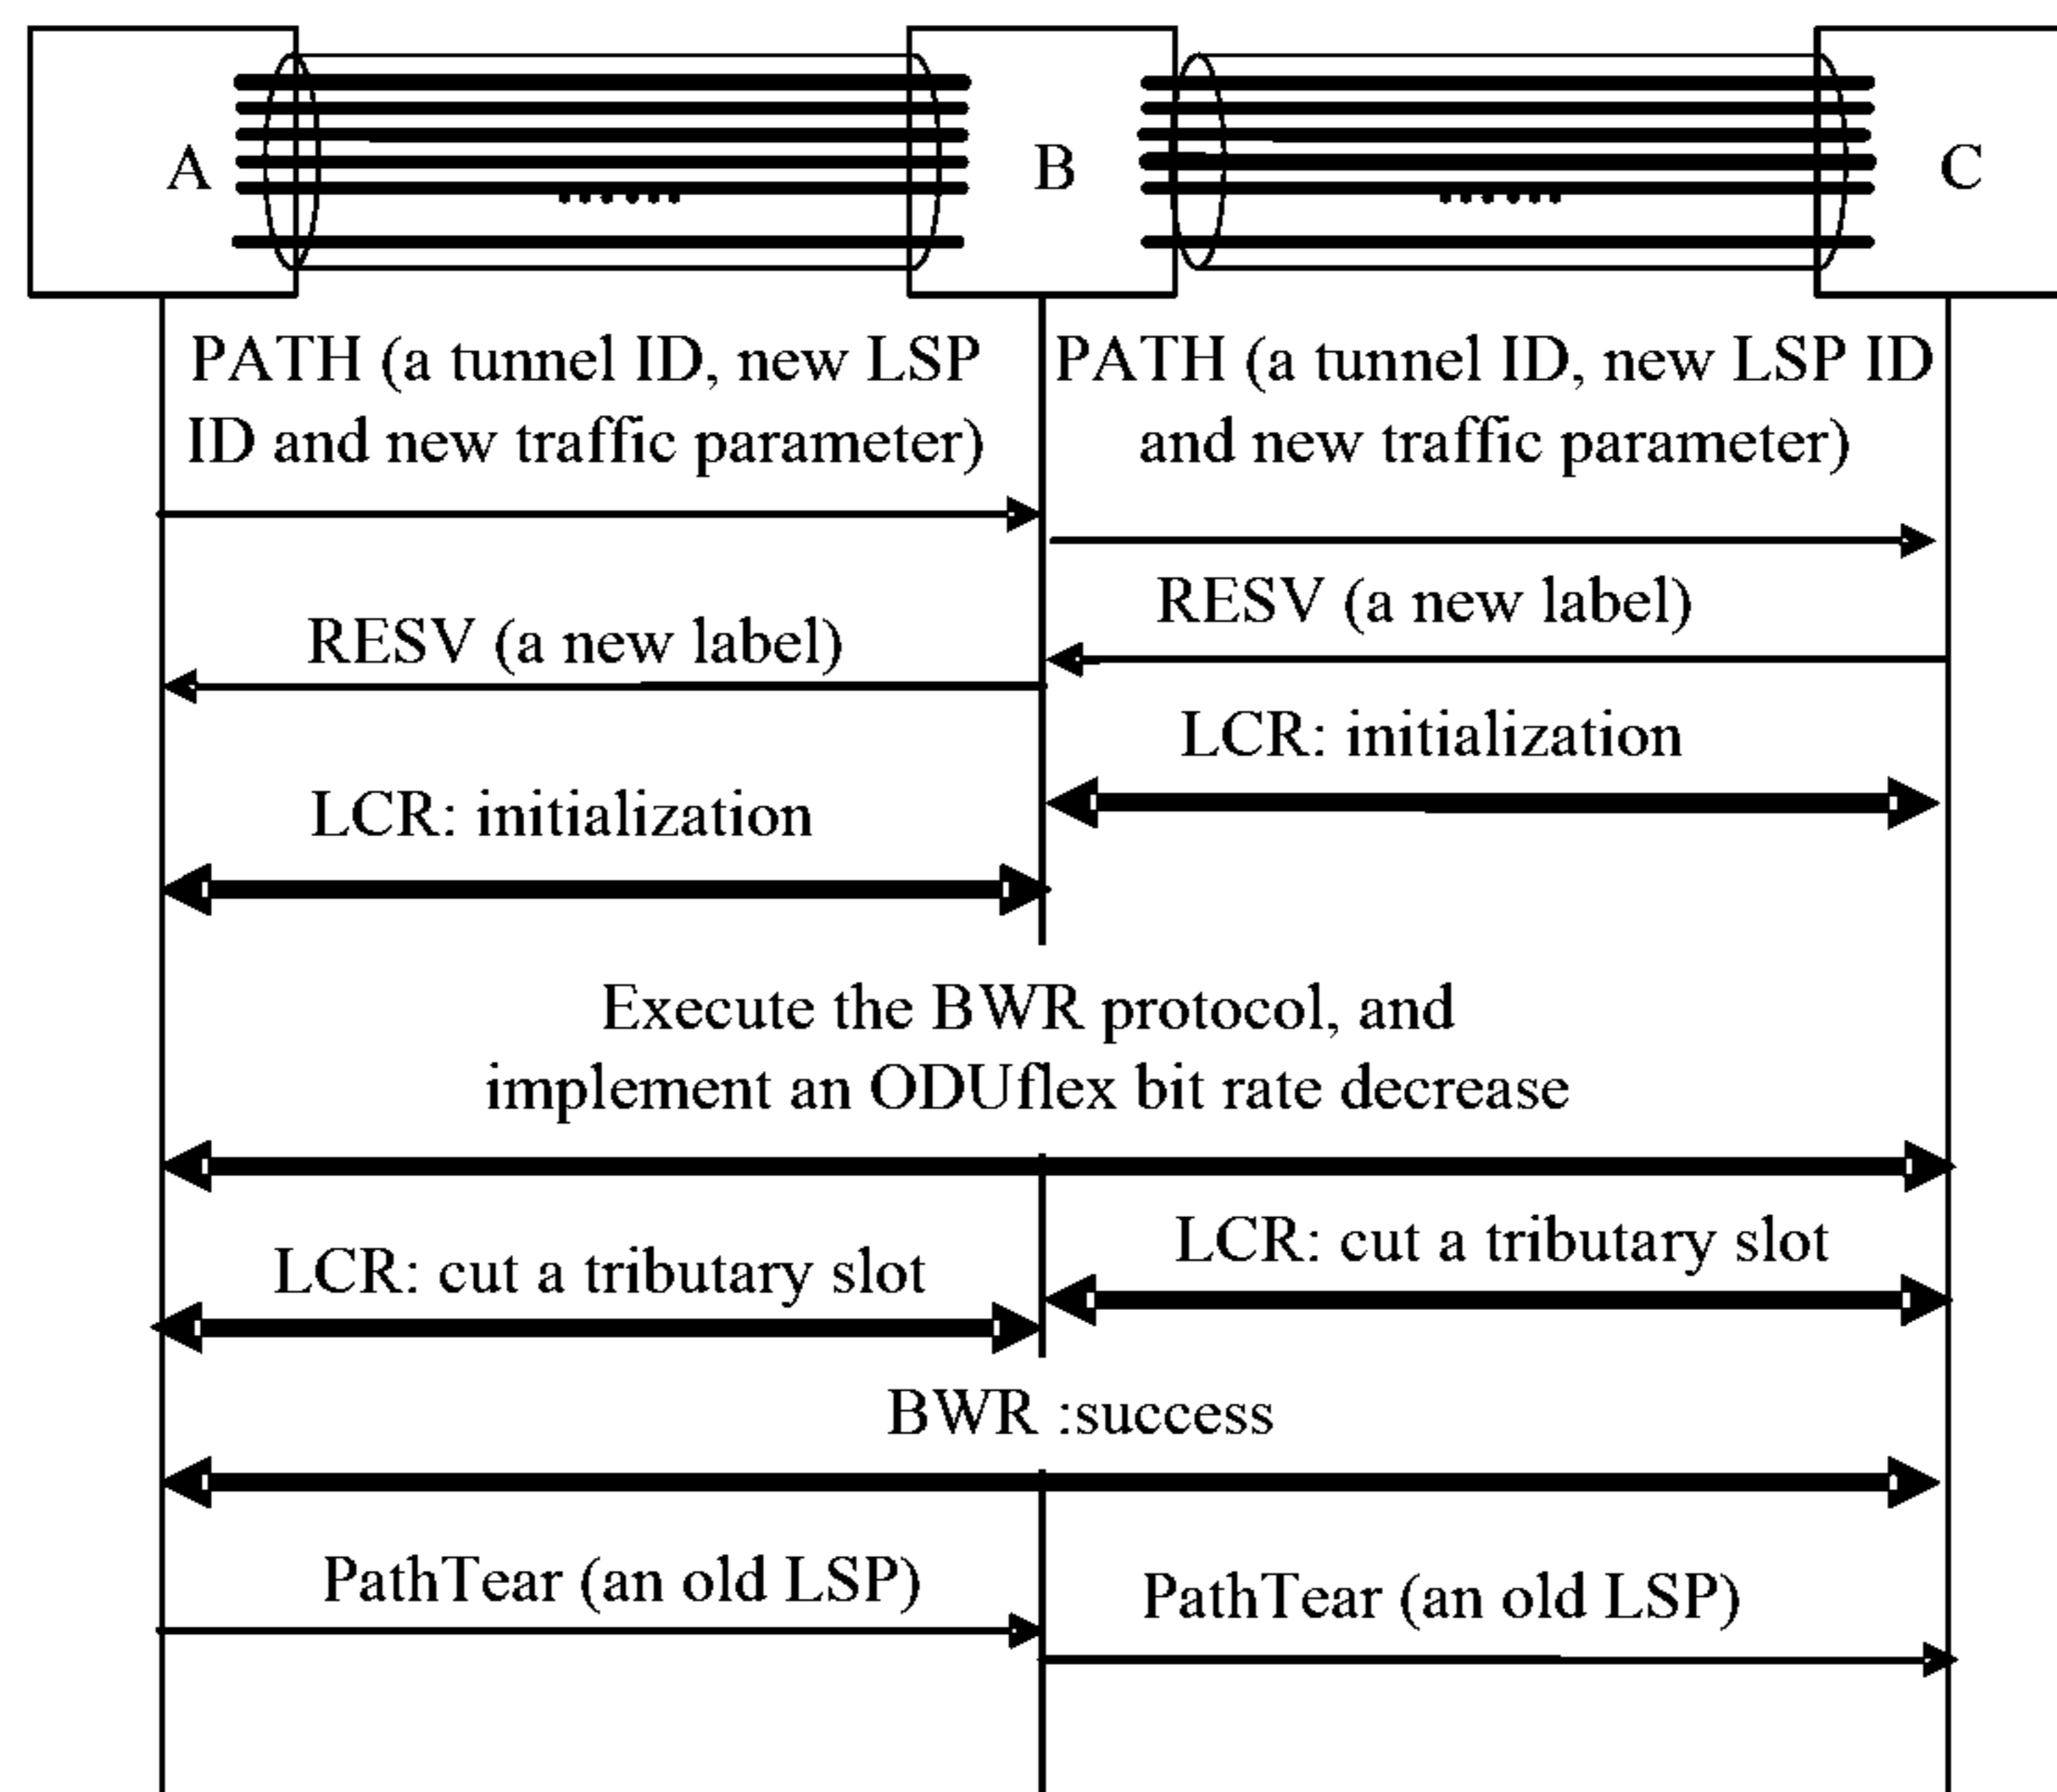 A
B
C
PATH (a tunnel ID, new LSP
ID and new traffic parameter)
PATH (a tunnel ID, new LSP ID
and new traffic parameter)
RESV (a new label)
RESV (a new label)
LCR: initialization
LCR: initialization
Execute the BWR protocol, and
implement an ODUflex bit rate decrease
LCR: cut a tributary slot
LCR: cut a tributary slot
BWR :success
PathTear (an old LSP)
PathTear (an old LSP)